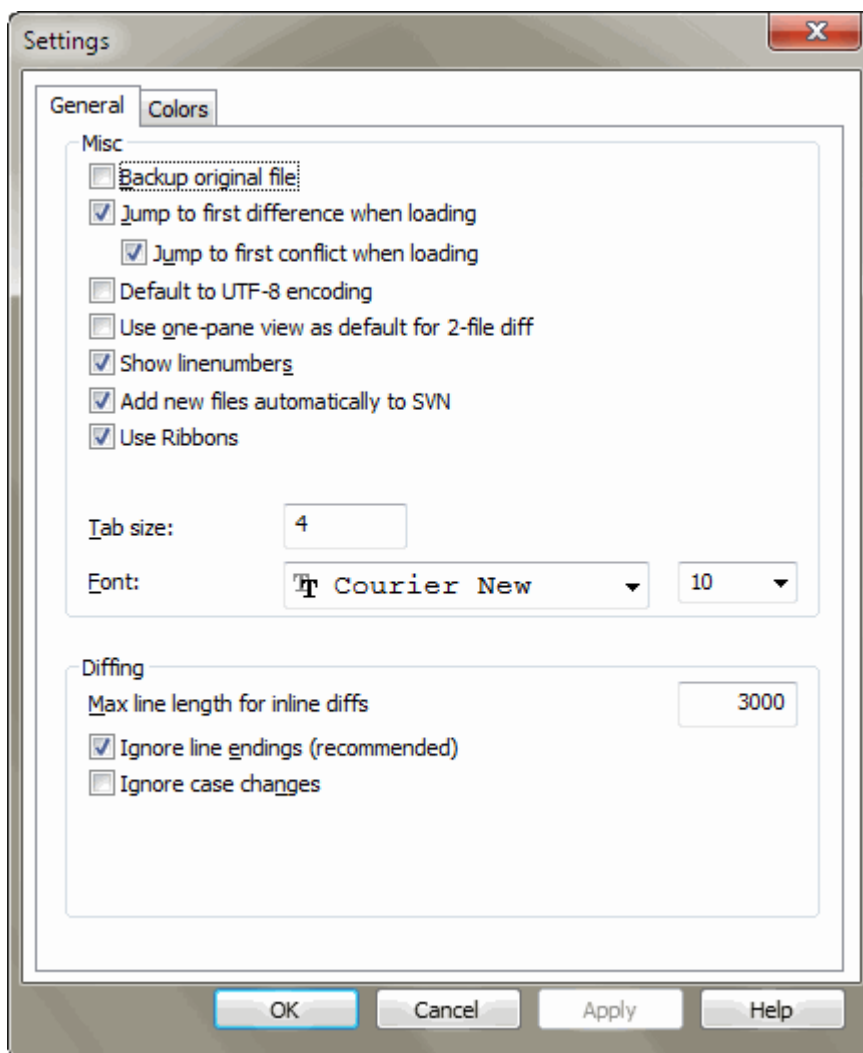 Settings
General Colors
Misc
Backup original file
Jump to first difference when loading
Jump to first conflict when loading
Default to UTF-8 encoding
Use one-pane view as default for 2-file diff
Show linenumbers
Add new files automatically to SVN
Use Ribbons
Tab size: 4
Font: Courier New 10
Diffing
Max line length for inline diffs 3000
Ignore line endings (recommended)
Ignore case changes
OK Cancel Apply Help